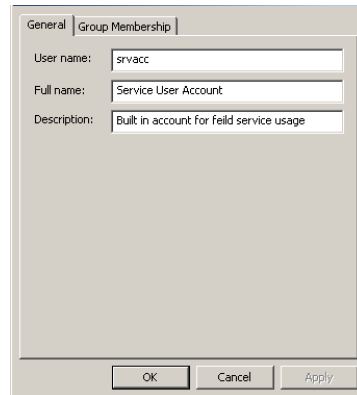 General Group Membership
User name: srvacc
Full name: Service User Account
Description: Built in account for feild service usage
OK Cancel Apply